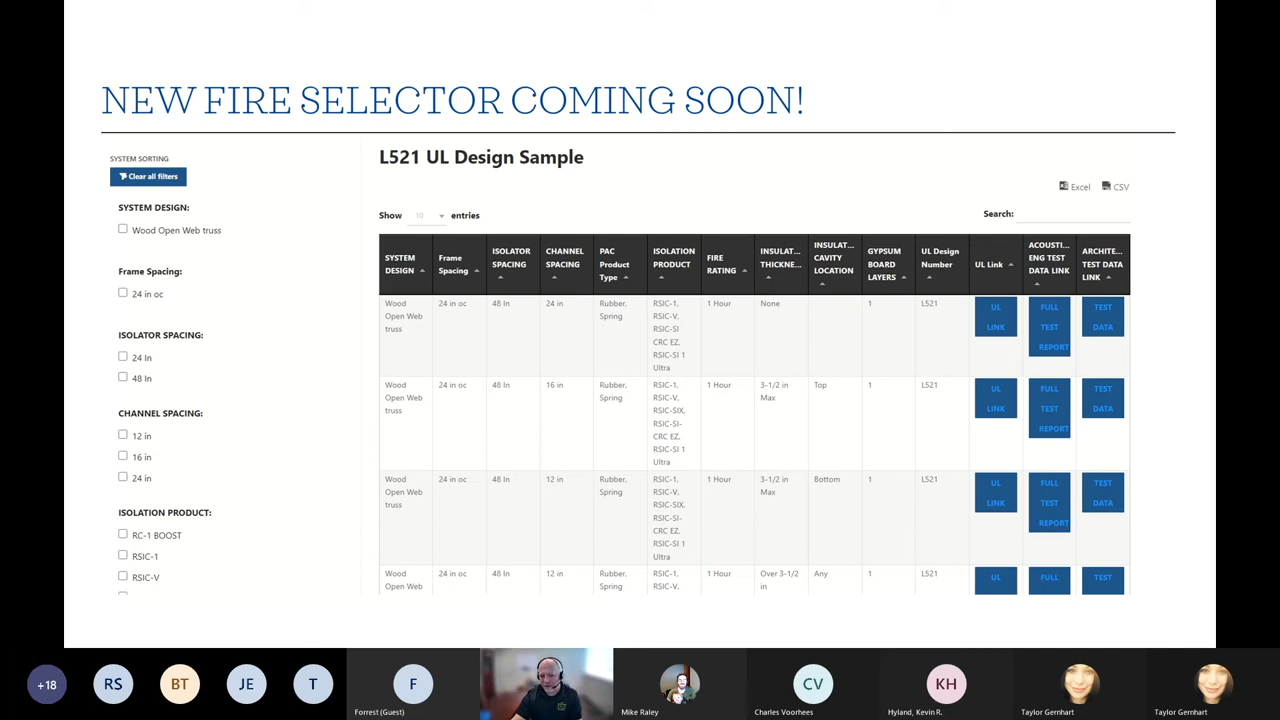 NEW FIRE SELECTOR COMING SOON!
SYSTEM SORTING
Clear all filters
SYSTEM DESIGN:
Wood Open Web truss
Frame Spacing:
24 in oc
ISOLATOR SPACING:
24 In
48 In
CHANNEL SPACING:
12 in
16 in
24 in
ISOLATION PRODUCT:
RC-1 BOOST
RSIC-1
RSIC-V
L521 UL Design Sample
Excel CSV
Show 10 entries
Search:
SYSTEM DESIGN
Frame Spacing
ISOLATOR SPACING
CHANNEL SPACING
PAC Product Type
ISOLATION PRODUCT
FIRE RATING
INSULAT... THICKNE...
INSULAT... CAVITY LOCATION
GYPSUM BOARD LAYERS
UL Design Number
UL Link
ACOUSTI... ENG TEST DATA LINK
ARCHITE... TEST DATA LINK
Wood Open Web truss
24 in oc
48 In
24 in
Rubber, Spring
RSIC-1, RSIC-V, RSIC-SI CRC EZ, RSIC-SI 1 Ultra
1 Hour
None
1
L521
UL LINK
FULL TEST REPORT
TEST DATA
Wood Open Web truss
24 in oc
48 In
16 in
Rubber, Spring
RSIC-1, RSIC-V, RSIC-SIX, RSIC-SI- CRC EZ, RSIC-SI 1 Ultra
1 Hour
3-1/2 in Max
Top
1
L521
UL LINK
FULL TEST REPORT
TEST DATA
Wood Open Web truss
24 in oc
48 In
12 in
Rubber, Spring
RSIC-1, RSIC-V, RSIC-SIX, RSIC-SI- CRC EZ, RSIC-SI 1 Ultra
1 Hour
3-1/2 in Max
Bottom
1
L521
UL LINK
FULL TEST REPORT
TEST DATA
Wood Open Web
24 in oc
48 In
12 in
Rubber, Spring
RSIC-1, RSIC-V,
1 Hour
Over 3-1/2 in
Any
1
L521
UL
FULL
TEST
+18
RS
BT
JE
T
F
Forrest (Guest)
Mike Raley
CV
Charles Voorhees
KH
Hyland, Kevin R.
Taylor Gernhart
Taylor Gernhart